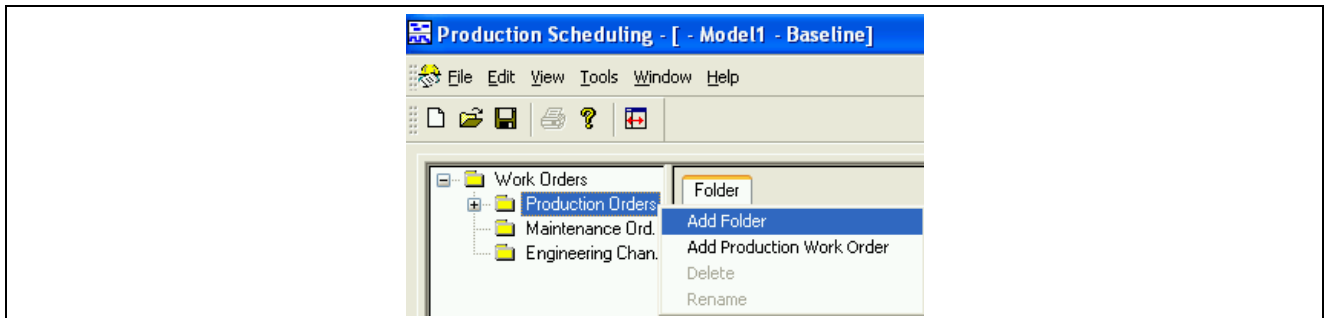 Production Scheduling - [ - Model1 - Baseline]
File Edit View Tools Window Help
Work Orders
Production Orders
Maintenance Ord.
Engineering Chan.
Folder
Add Folder
Add Production Work Order
Delete
Rename